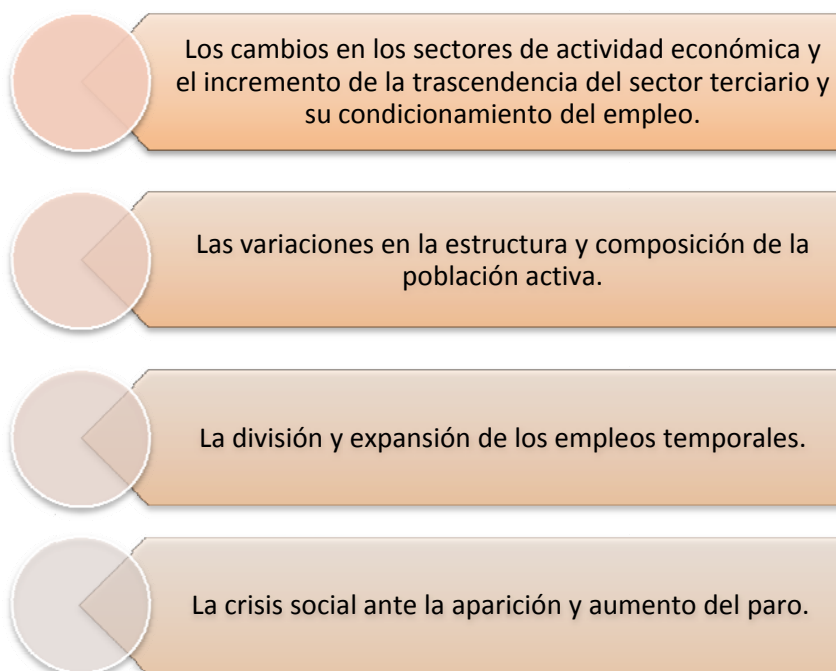 Los cambios en los sectores de actividad económica y
el incremento de la trascendencia del sector terciario y
su condicionamiento del empleo.
Las variaciones en la estructura y composición de la
población activa.
La división y expansión de los empleos temporales.
La crisis social ante la aparición y aumento del paro.